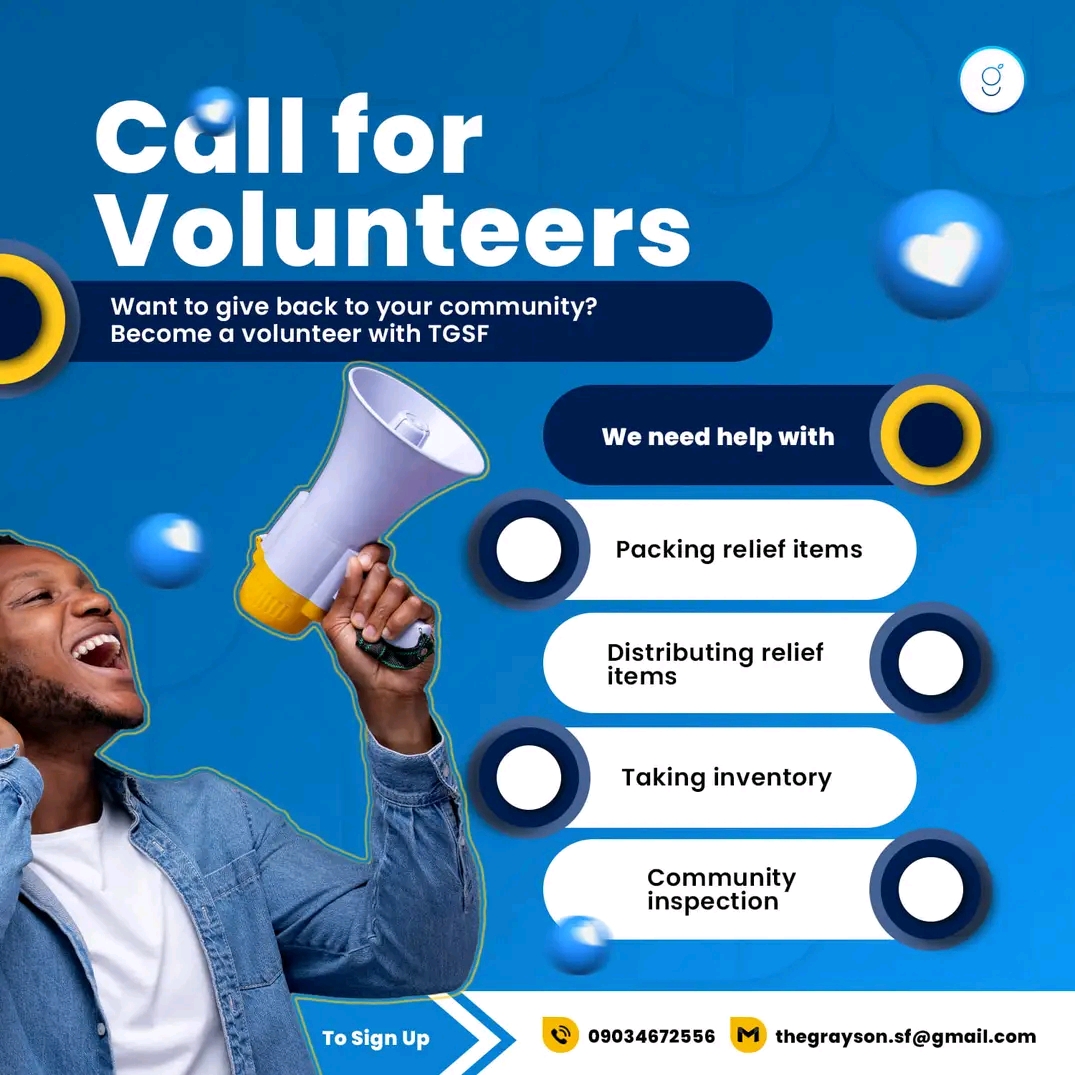 Call for
Volunteers
Want to give back to your community?
Become a volunteer with TGSF
We need help with
Packing relief items
Distributing relief
items
Taking inventory
Community
inspection
To Sign Up
09034672556
thegrayson.sf@gmail.com